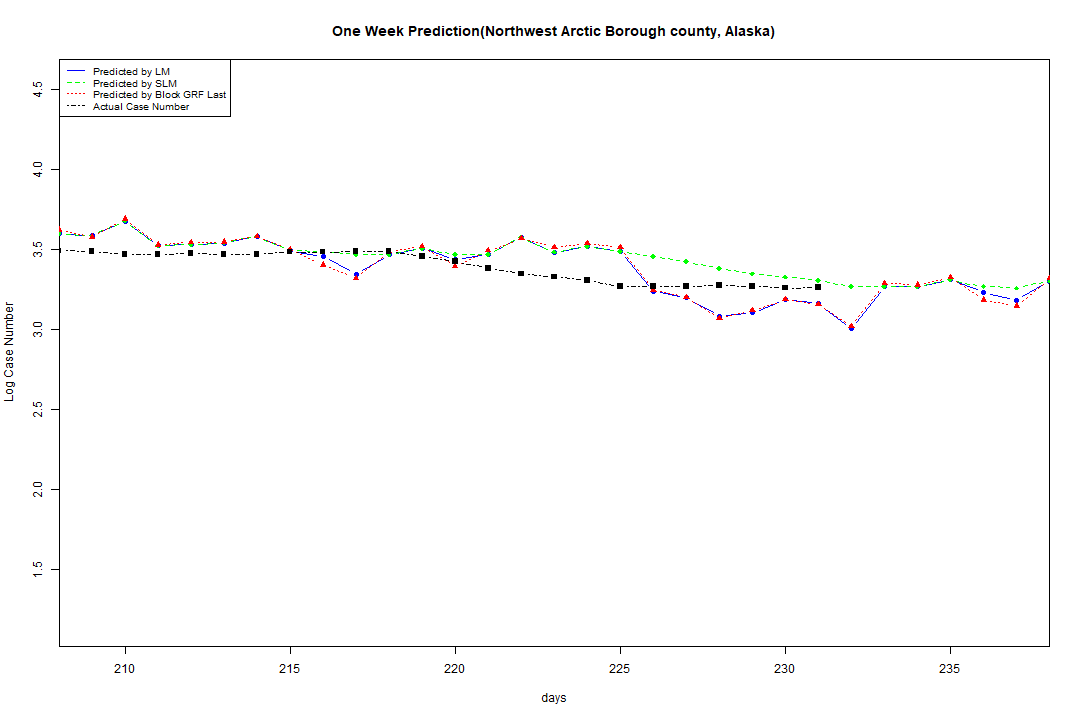 One Week Prediction(Northwest Arctic Borough county, Alaska)
Predicted by LM
Predicted by SLM
Predicted by Block GRF Last
Actual Case Number
4.5
4.0
3.5
3.0
2.5
2.0
1.5
Log Case Number
210 215 220 225 230 235
days